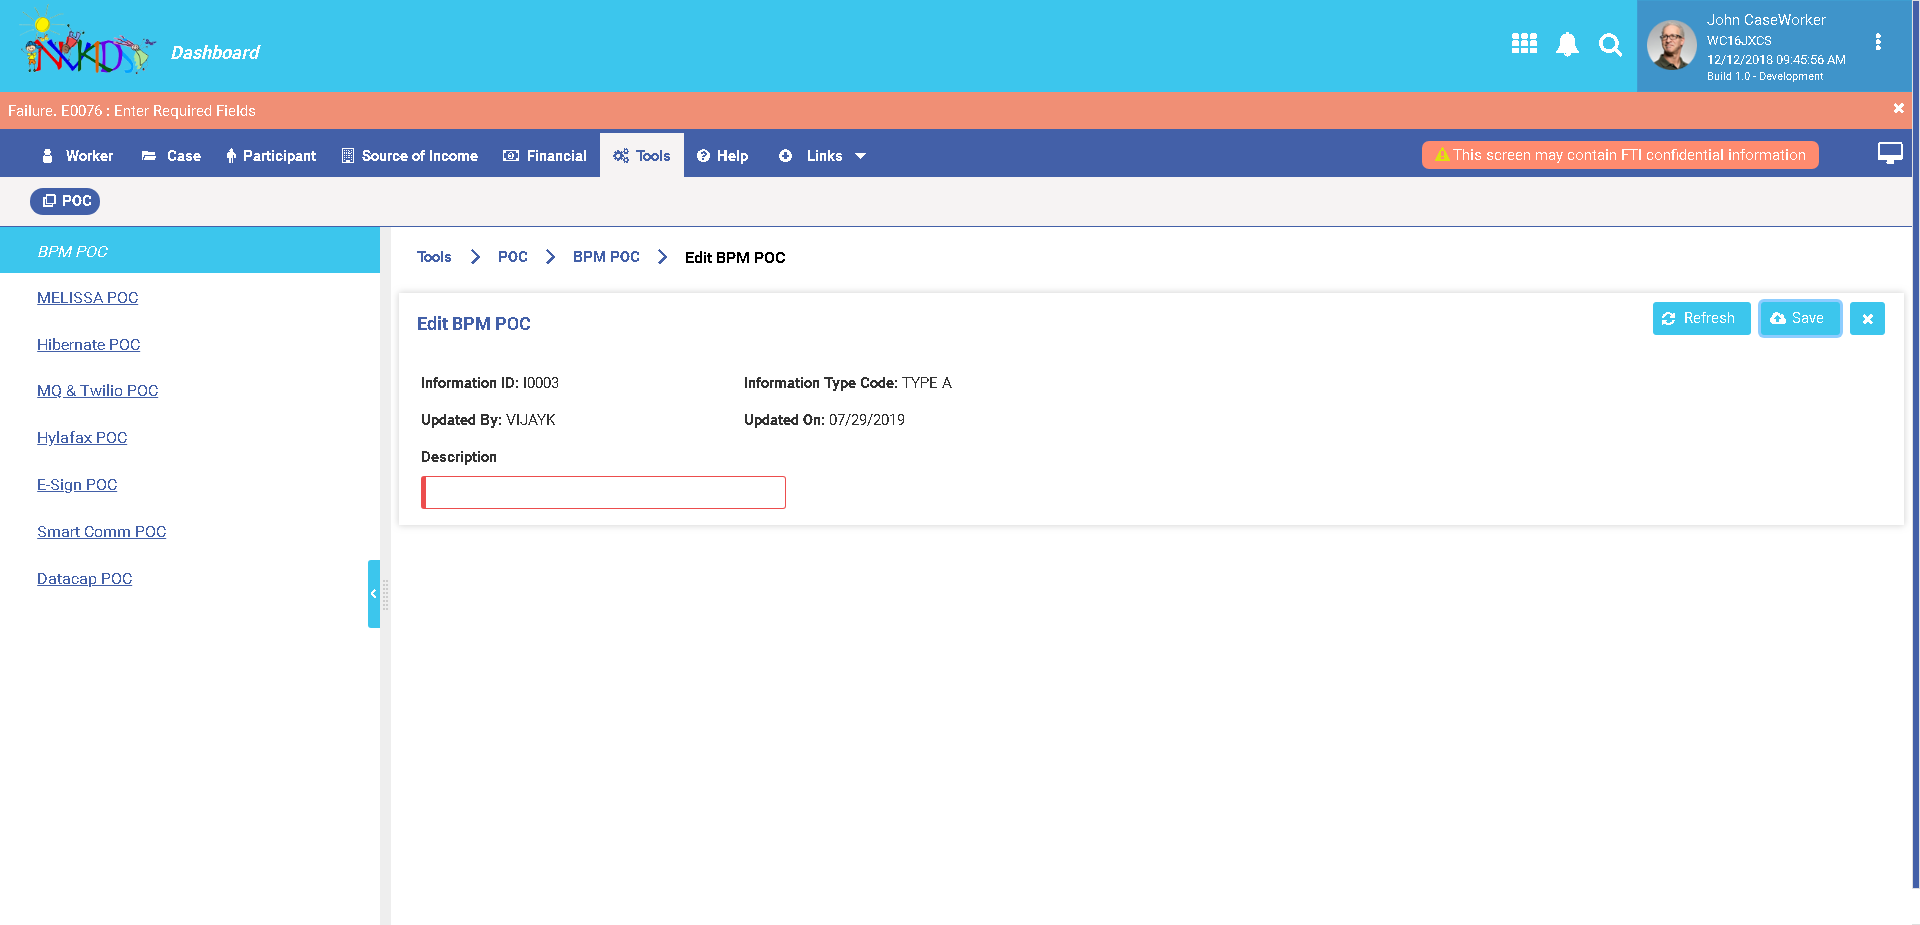 NCKIDS
Dashboard
John CaseWorker
WC16JXCS
12/12/2018 09:45:56 AM
Build 1.0 - Development
Failure. E0076 : Enter Required Fields
Worker
Case
Participant
Source of Income
Financial
Tools
Help
Links
This screen may contain FTI confidential information
POC
BPM POC
MELISSA POC
Hibernate POC
MQ & Twilio POC
Hylafax POC
E-Sign POC
Smart Comm POC
Datacap POC
Tools
POC
BPM POC
Edit BPM POC
Edit BPM POC
Refresh
Save
Information ID: I0003
Information Type Code: TYPE A
Updated By: VIJAYK
Updated On: 07/29/2019
Description